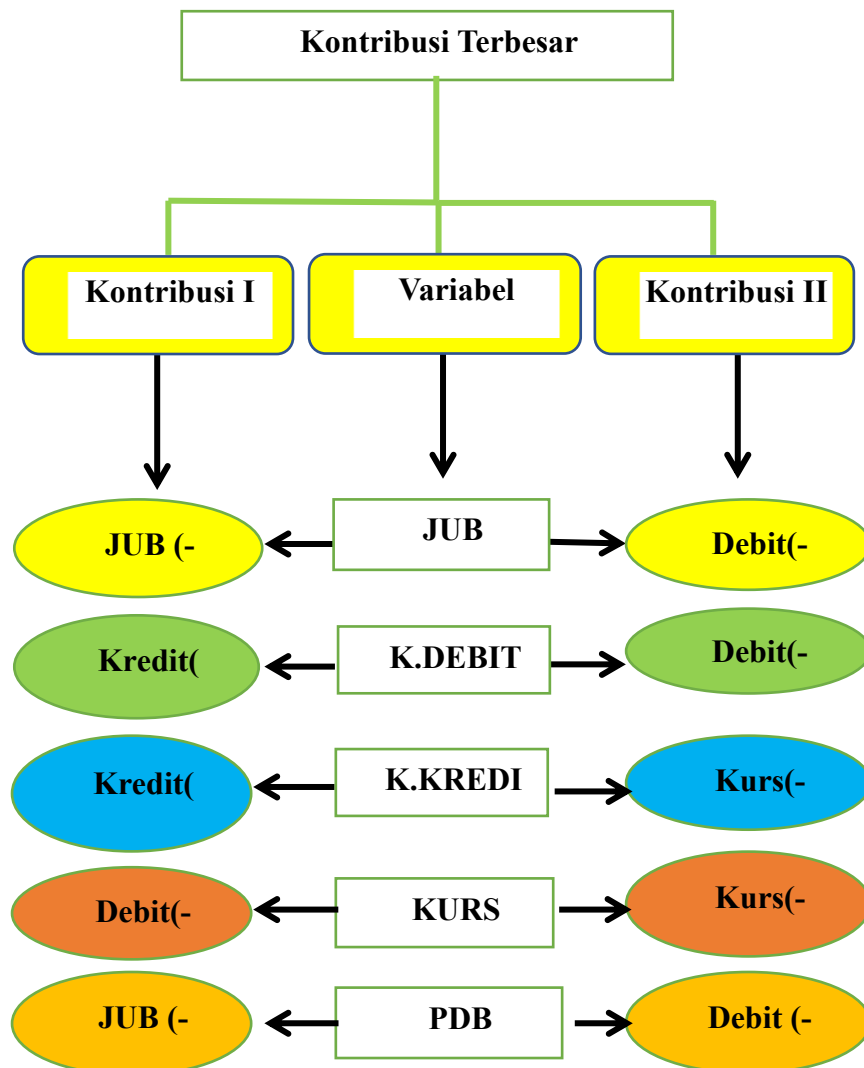 Kontribusi Terbesar
Kontribusi I
Variabel
Kontribusi II
JUB (-
JUB
Debit(-
Kredit(
K.DEBIT
Debit(-
Kredit(
K.KREDI
Kurs(-
Debit(-
KURS
Kurs(-
JUB (-
PDB
Debit (-